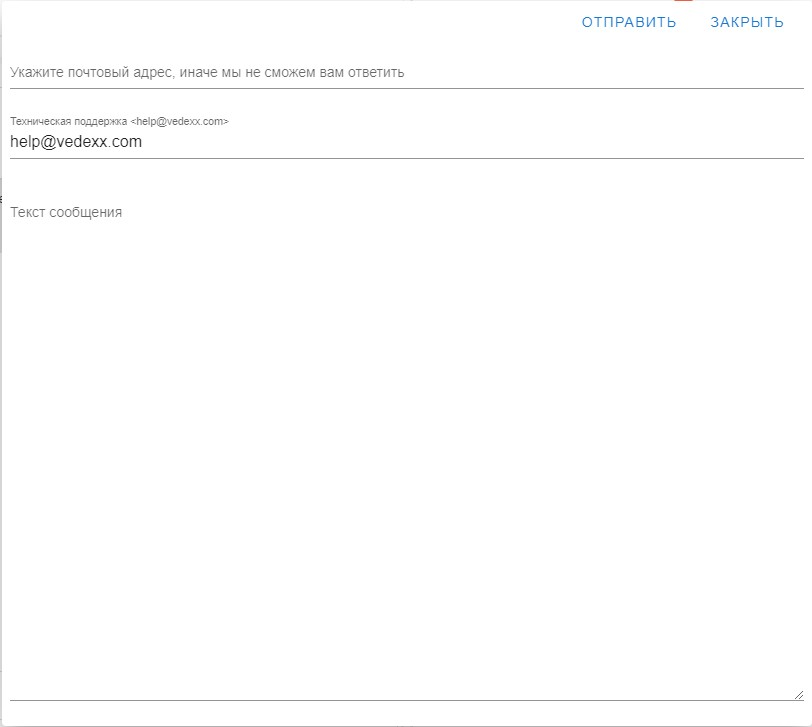 ОТПРАВИТЬ ЗАКРЫТЬ
Укажите почтовый адрес, иначе мы не сможем вам ответить
Техническая поддержка <help@vedexx.com>
help@vedexx.com
Текст сообщения